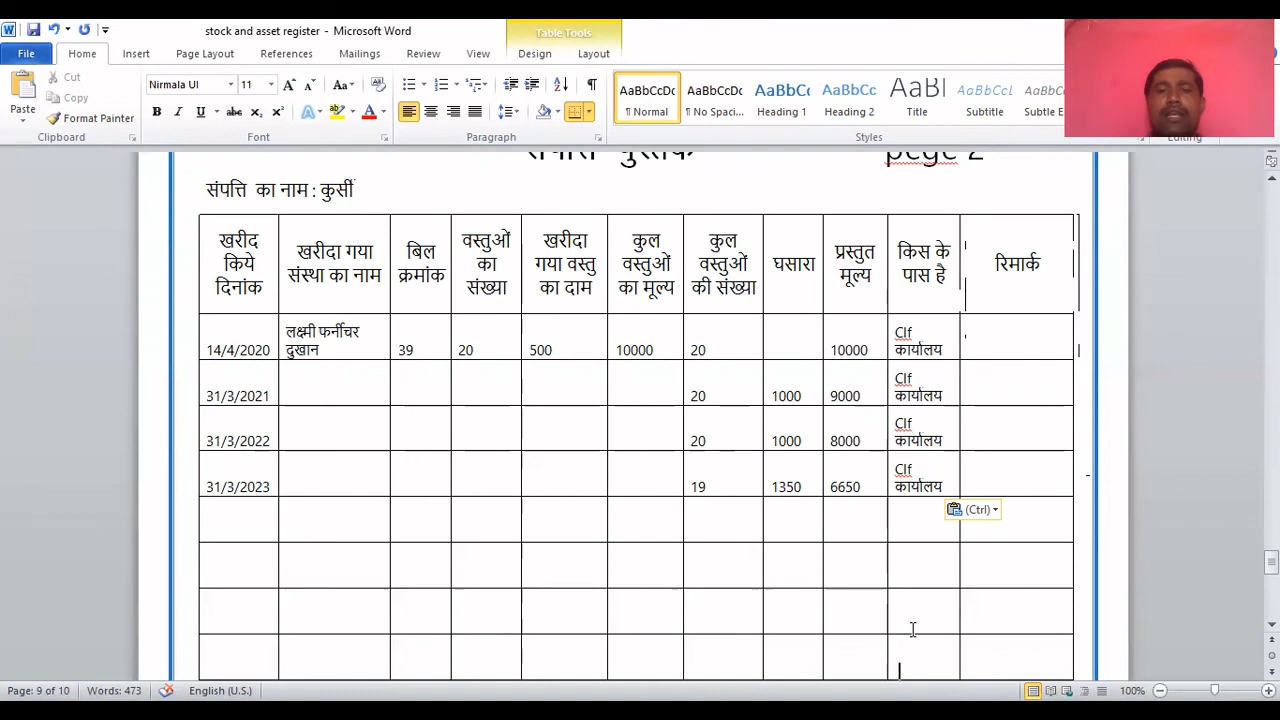 stock and asset register - Microsoft Word
Table Tools
File Home Insert Page Layout References Mailings Review View Design Layout
Cut
Copy
Format Painter
Paste
Nirmala UI 11
AaBbCcDc AaBbCcDc AaBbCc AaBbCc AaBl AaBbCcL AaBbCcL
¶ Normal ¶ No Spaci... Heading 1 Heading 2 Title Subtitle Subtle E
Clipboard Font Paragraph Styles Editing
pege 2
संपत्ति का नाम : कुर्सी
खरीद किये दिनांक
खरीदा गया संस्था का नाम
बिल क्रमांक
वस्तुओं का संख्या
खरीदा गया वस्तु का दाम
कुल वस्तुओं का मूल्य
कुल वस्तुओं की संख्या
घसारा
प्रस्तुत मूल्य
किस के पास है
रिमार्क
14/4/2020 लक्ष्मी फर्नीचर दुखान 39 20 500 10000 20 10000 Clf कार्यालय
31/3/2021 20 1000 9000 Clf कार्यालय
31/3/2022 20 1000 8000 Clf कार्यालय
31/3/2023 19 1350 6650 Clf कार्यालय
(Ctrl)
Page: 9 of 10 Words: 473 English (U.S.) 100%